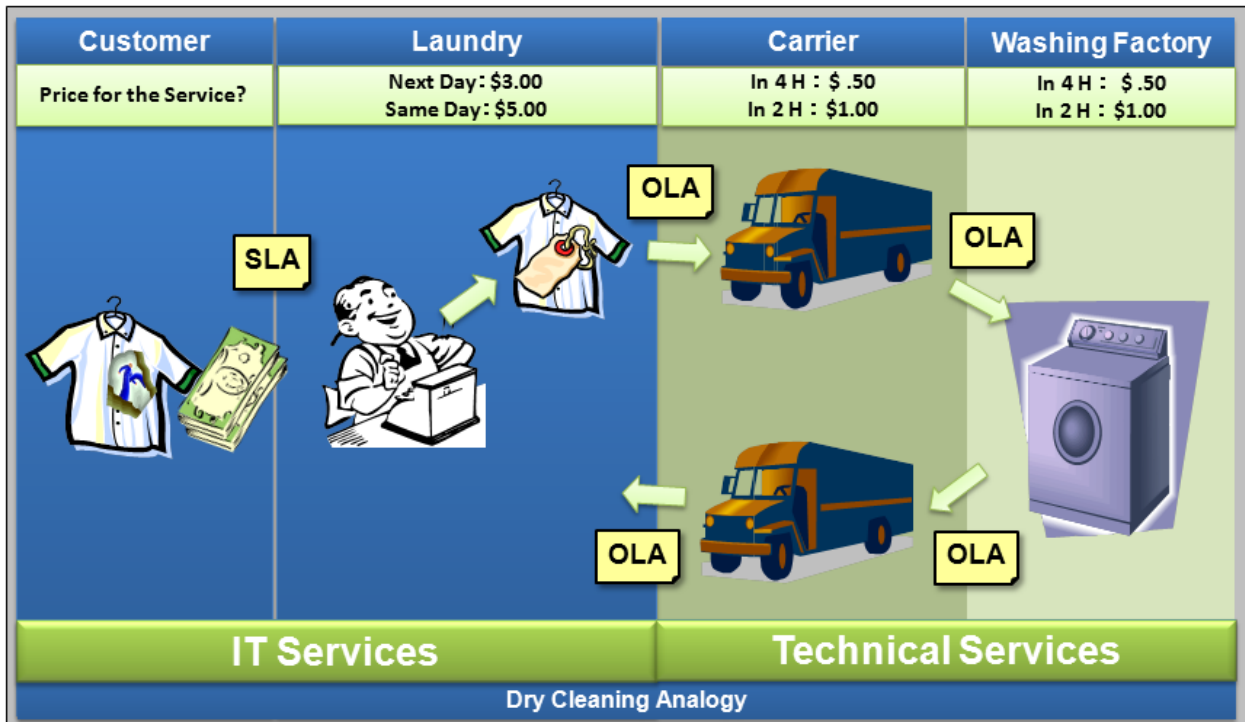 Customer
Laundry
Carrier
Washing Factory
Price for the Service?
Next Day: $3.00
Same Day: $5.00
In 4 H : $ .50
In 2 H : $1.00
In 4 H : $ .50
In 2 H : $1.00
OLA
OLA
SLA
OLA
OLA
IT Services
Technical Services
Dry Cleaning Analogy